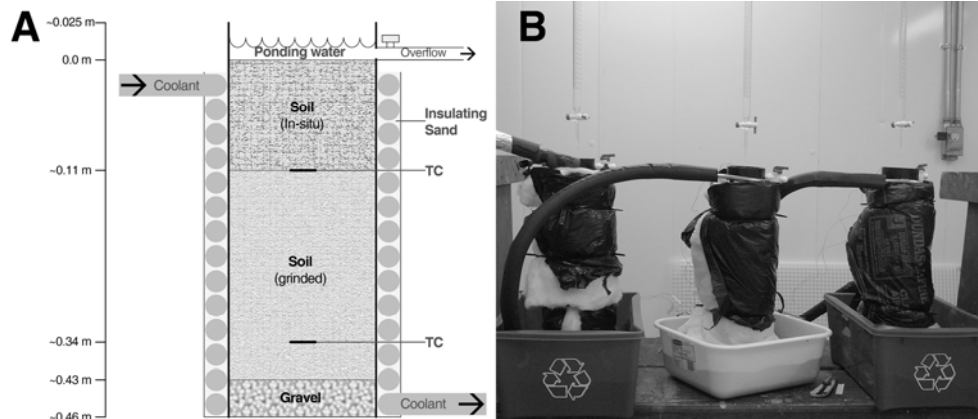 A
~0.025 m
0.0 m
~0.11 m
~0.34 m
~0.43 m
~0.46 m
Ponding water
Overflow
Coolant
Soil
(In-situ)
Insulating
Sand
TC
Soil
(grinded)
TC
Gravel
Coolant
B